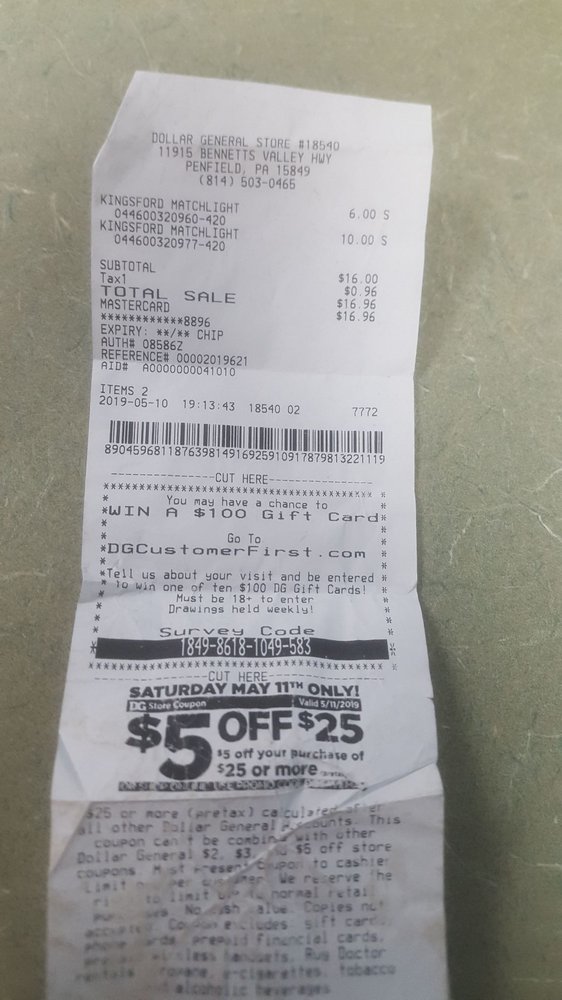 DOLLAR GENERAL STORE #18540
11915 BENNETTS VALLEY HWY
PENFIELD, PA 15849
(814) 503-0465
KINGSFORD MATCHLIGHT
044600320960-420 6.00 S
KINGSFORD MATCHLIGHT
044600320977-420 10.00 S
SUBTOTAL $16.00
Tax1 $0.96
TOTAL SALE $16.96
MASTERCARD $16.96
************8896
EXPIRY: **/** CHIP
AUTH# 08586Z
REFERENCE# 00002019621
AID# A0000000041010
ITEMS 2
2019-05-10 19:13:43 18540 02 7772
890459681187639814916925910917879813221119
CUT HERE
You may have a chance to
WIN A $100 Gift Card
Go To
DGCustomerFirst.com
Tell us about your visit and be entered
To win one of ten $100 DG Gift Cards!
Must be 18+ to enter
Drawings held weekly!
Survey Code
1849-8618-1049-583
CUT HERE
SATURDAY MAY 11TH ONLY!
DG Store Coupon Valid 5/11/2019
$5 OFF $25
$5 off your purchase of
$25 or more
$25 or more (pretax) calculated after
all other Dollar General discounts. This
coupon can't be combined with other
Dollar General $2, $3, $5 off store
coupons. Must present coupon to cashier
Limit per customer We reserve the
to limit normal retail
No Copies not
Coupon excludes gift card
phone prepaid financial cards,
wireless handsets, Rug Doctor
rentals propane, e-cigarettes, tobacco
alcoholic beverages